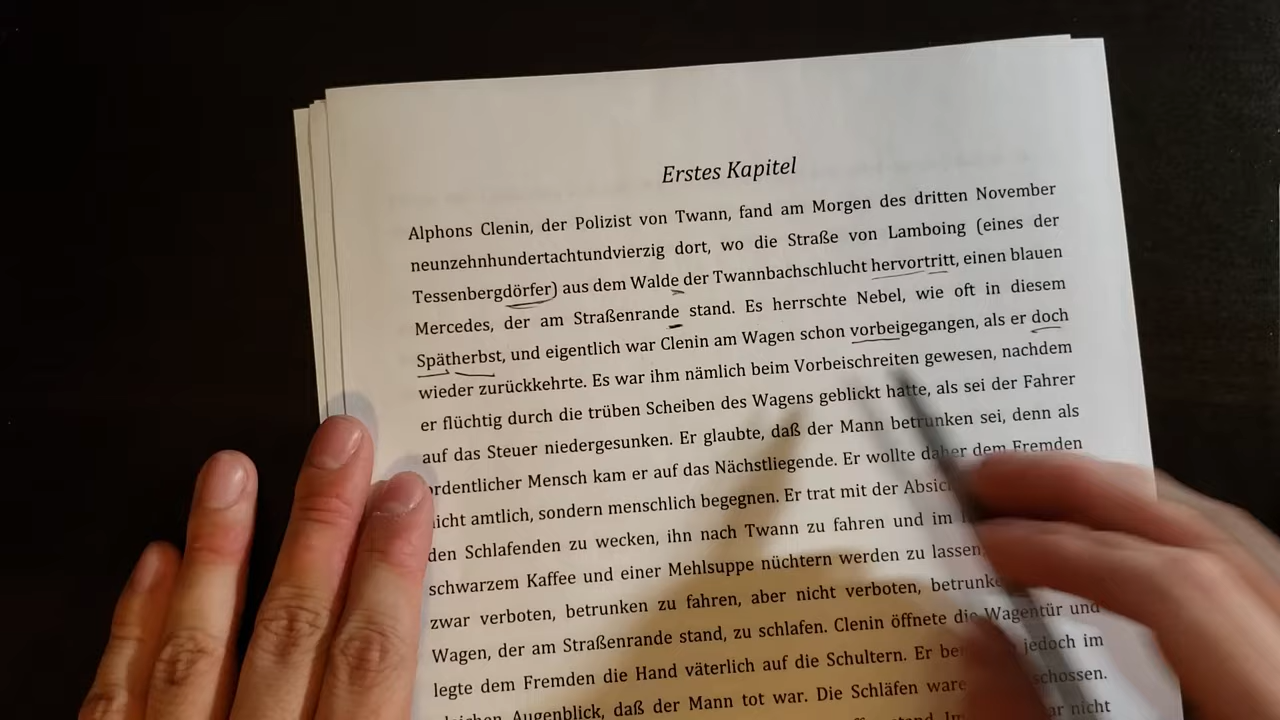 Erstes Kapitel
Alphons Clenin, der Polizist von Twann, fand am Morgen des dritten November
neunzehnhundertachtundvierzig dort, wo die Straße von Lamboing (eines der
Tessenbergdörfer) aus dem Walde der Twannbachschlucht hervortritt, einen blauen
Mercedes, der am Straßenrande stand. Es herrschte Nebel, wie oft in diesem
Spätherbst, und eigentlich war Clenin am Wagen schon vorbeigegangen, als er doch
wieder zurückkehrte. Es war ihm nämlich beim Vorbeischreiten gewesen, nachdem
er flüchtig durch die trüben Scheiben des Wagens geblickt hatte, als sei der Fahrer
auf das Steuer niedergesunken. Er glaubte, daß der Mann betrunken sei, denn als
ordentlicher Mensch kam er auf das Nächstliegende. Er wollte daher dem Fremden
nicht amtlich, sondern menschlich begegnen. Er trat mit der
den Schlafenden zu wecken, ihn nach Twann zu fahren und im
schwarzem Kaffee und einer Mehlsuppe nüchtern werden zu lassen;
zwar verboten, betrunken zu fahren, aber nicht verboten,
Wagen, der am Straßenrande stand, zu schlafen. Clenin öffnete die Wagentür und
legte dem Fremden die Hand väterlich auf die Schultern. Er jedoch im
Augenblick, daß der Mann tot war. Die Schläfen
nicht